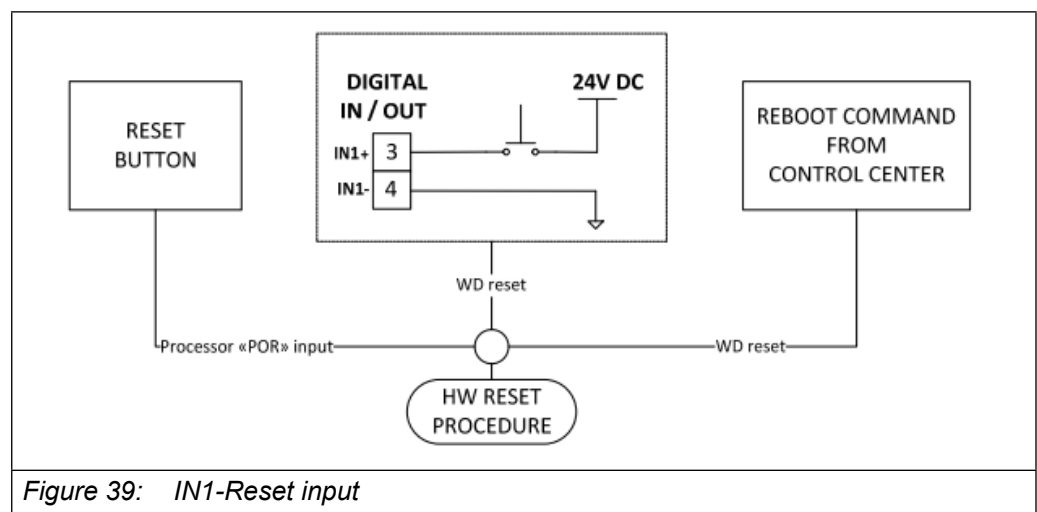 RESET
BUTTON
DIGITAL
IN / OUT
24V DC
IN1+ 3
IN1- 4
REBOOT COMMAND
FROM
CONTROL CENTER
WD reset
Processor «POR» input
WD reset
HW RESET
PROCEDURE
Figure 39: IN1-Reset input